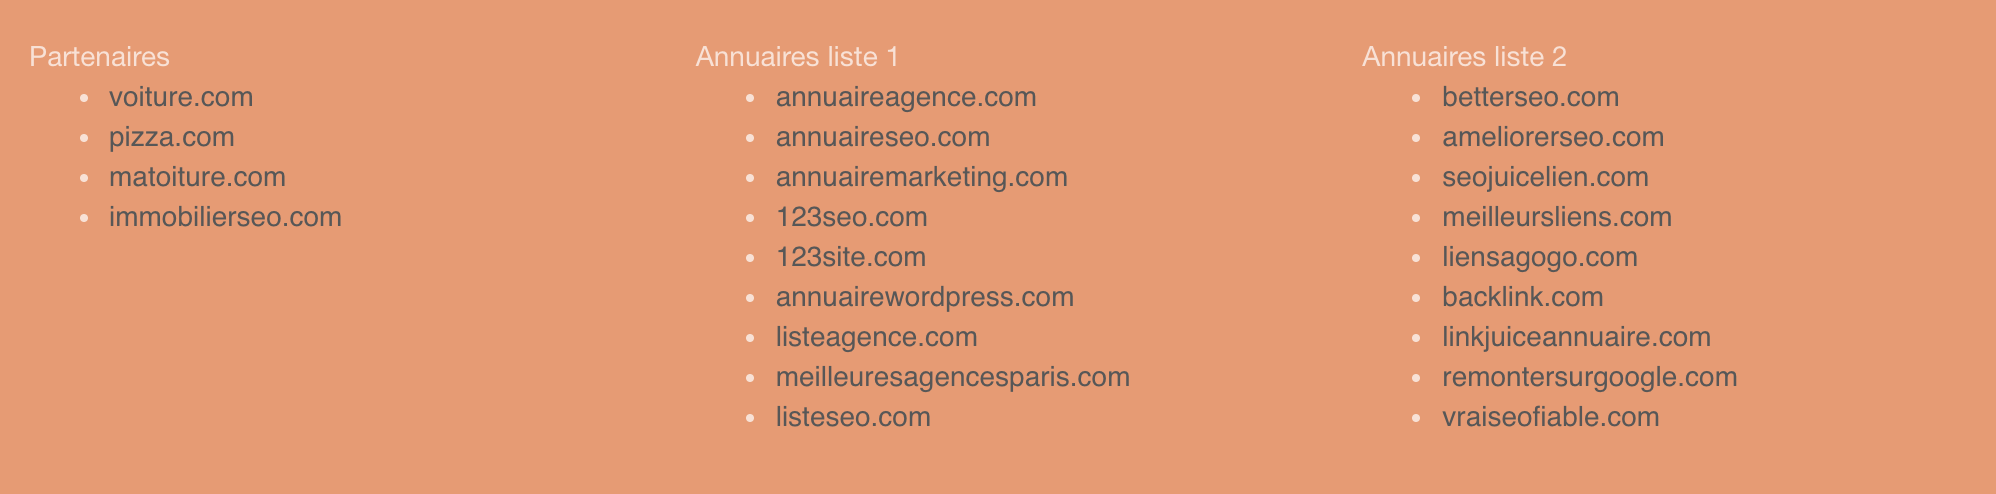 Partenaires
voiture.com
pizza.com
matoiture.com
immobilierseo.com
Annuaires liste 1
annuaireagence.com
annuaireseo.com
annuairemarketing.com
123seo.com
123site.com
annuairewordpress.com
listeagence.com
meilleuresagencesparis.com
listeseo.com
Annuaires liste 2
betterseo.com
ameliorerseo.com
seojuicelien.com
meilleursliens.com
liensagogo.com
backlink.com
linkjuiceannuaire.com
remontersurgoogle.com
vraiseofiable.com